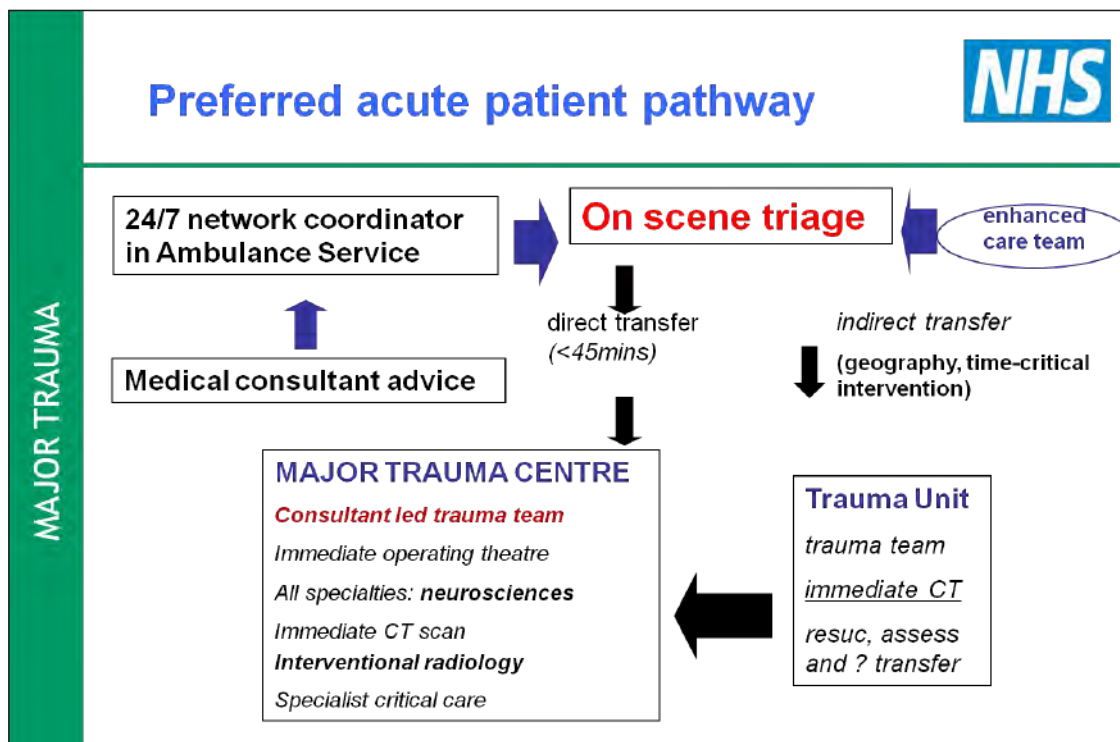 Preferred acute patient pathway
NHS
MAJOR TRAUMA
24/7 network coordinator
in Ambulance Service
On scene triage
enhanced
care team
Medical consultant advice
direct transfer
(<45mins)
indirect transfer
(geography, time-critical
intervention)
MAJOR TRAUMA CENTRE
Consultant led trauma team
Immediate operating theatre
All specialties: neurosciences
Immediate CT scan
Interventional radiology
Specialist critical care
Trauma Unit
trauma team
immediate CT
resuc, assess
and ? transfer